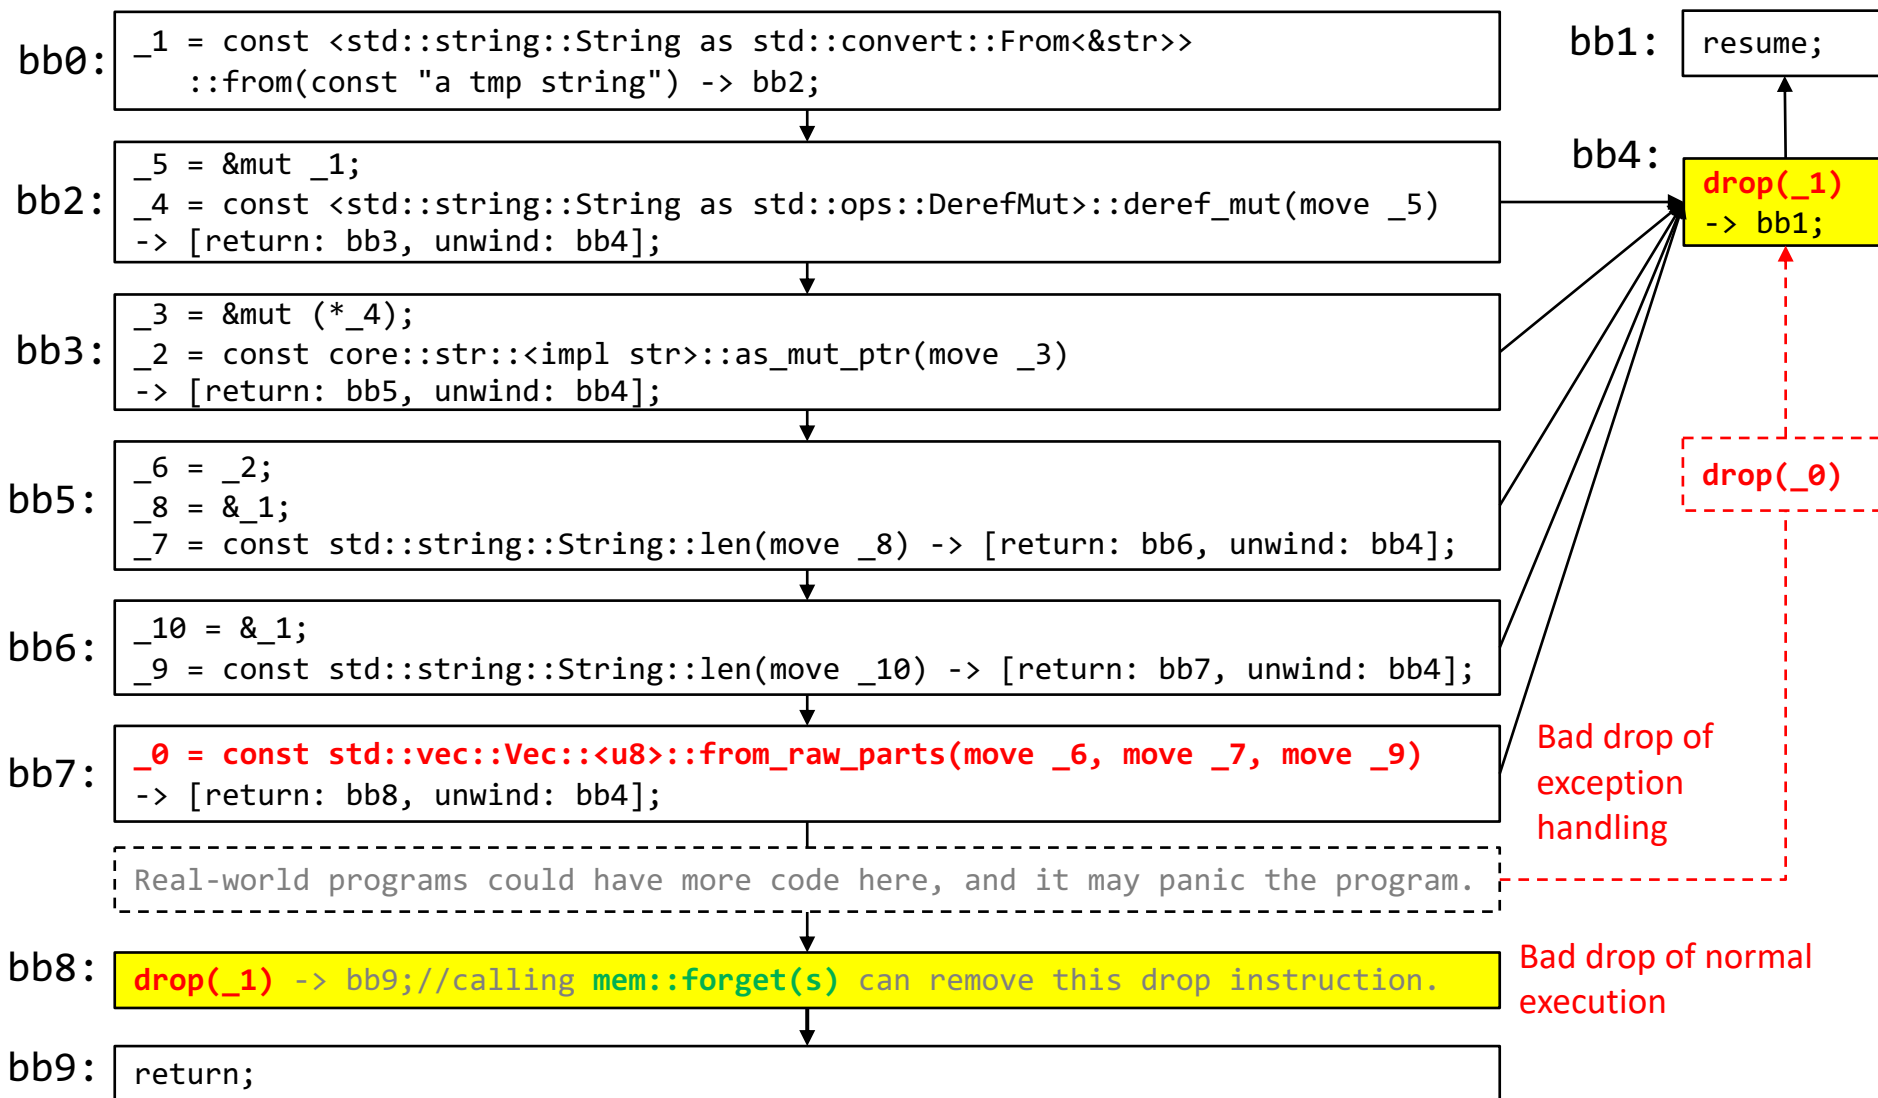 bb0:
_1 = const <std::string::String as std::convert::From<&str>>
::from(const "a tmp string") -> bb2;
bb1:
resume;
bb2:
_5 = &mut _1;
_4 = const <std::string::String as std::ops::DerefMut>::deref_mut(move _5)
-> [return: bb3, unwind: bb4];
bb4:
drop(_1)
-> bb1;
bb3:
_3 = &mut (*_4);
_2 = const core::str::<impl str>::as_mut_ptr(move _3)
-> [return: bb5, unwind: bb4];
bb5:
_6 = _2;
_8 = &_1;
_7 = const std::string::String::len(move _8) -> [return: bb6, unwind: bb4];
drop(_0)
bb6:
_10 = &_1;
_9 = const std::string::String::len(move _10) -> [return: bb7, unwind: bb4];
bb7:
_0 = const std::vec::Vec::<u8>::from_raw_parts(move _6, move _7, move _9)
-> [return: bb8, unwind: bb4];
Bad drop of
exception
handling
Real-world programs could have more code here, and it may panic the program.
bb8:
drop(_1) -> bb9;//calling mem::forget(s) can remove this drop instruction.
Bad drop of normal
execution
bb9:
return;